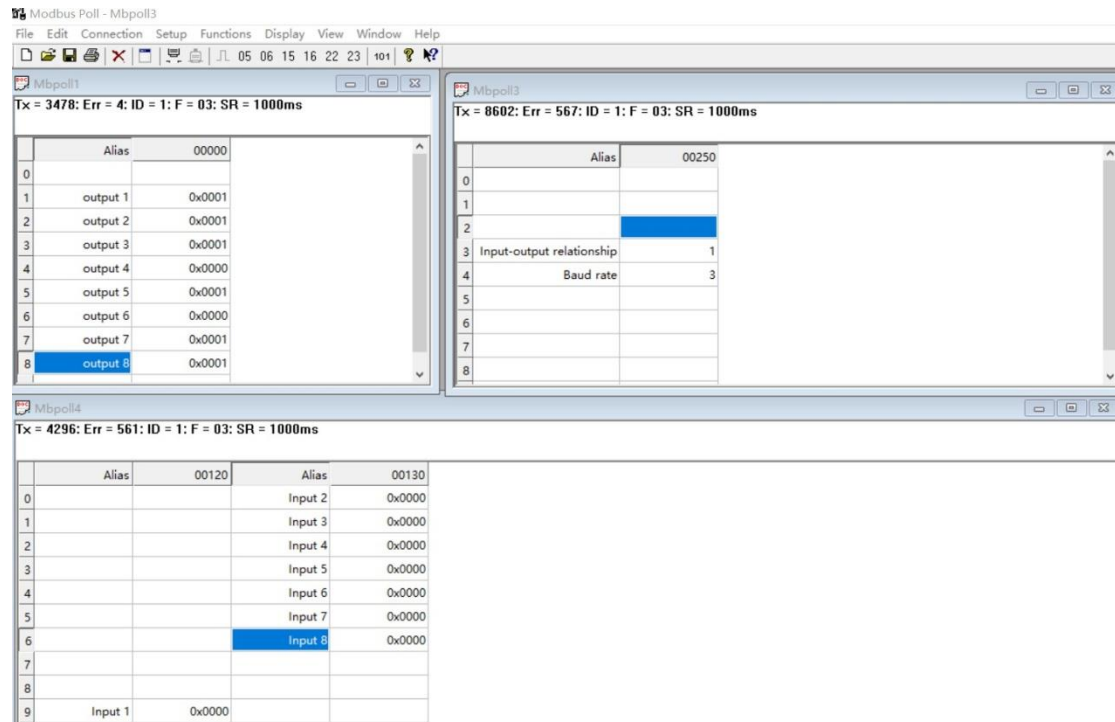 Modbus Poll - Mbpoll3
File Edit Connection Setup Functions Display View Window Help
05 06 15 16 22 23 101
Mbpoll1
Tx = 3478: Err = 4: ID = 1: F = 03: SR = 1000ms
Alias 00000
0
1 output 1 0x0001
2 output 2 0x0001
3 output 3 0x0001
4 output 4 0x0000
5 output 5 0x0001
6 output 6 0x0000
7 output 7 0x0001
8 output 8 0x0001
Mbpoll3
Tx = 8602: Err = 567: ID = 1: F = 03: SR = 1000ms
Alias 00250
0
1
2
3 Input-output relationship 1
4 Baud rate 3
5
6
7
8
Mbpoll4
Tx = 4296: Err = 561: ID = 1: F = 03: SR = 1000ms
Alias 00120 Alias 00130
0 Input 2 0x0000
1 Input 3 0x0000
2 Input 4 0x0000
3 Input 5 0x0000
4 Input 6 0x0000
5 Input 7 0x0000
6 Input 8 0x0000
7
8
9 Input 1 0x0000